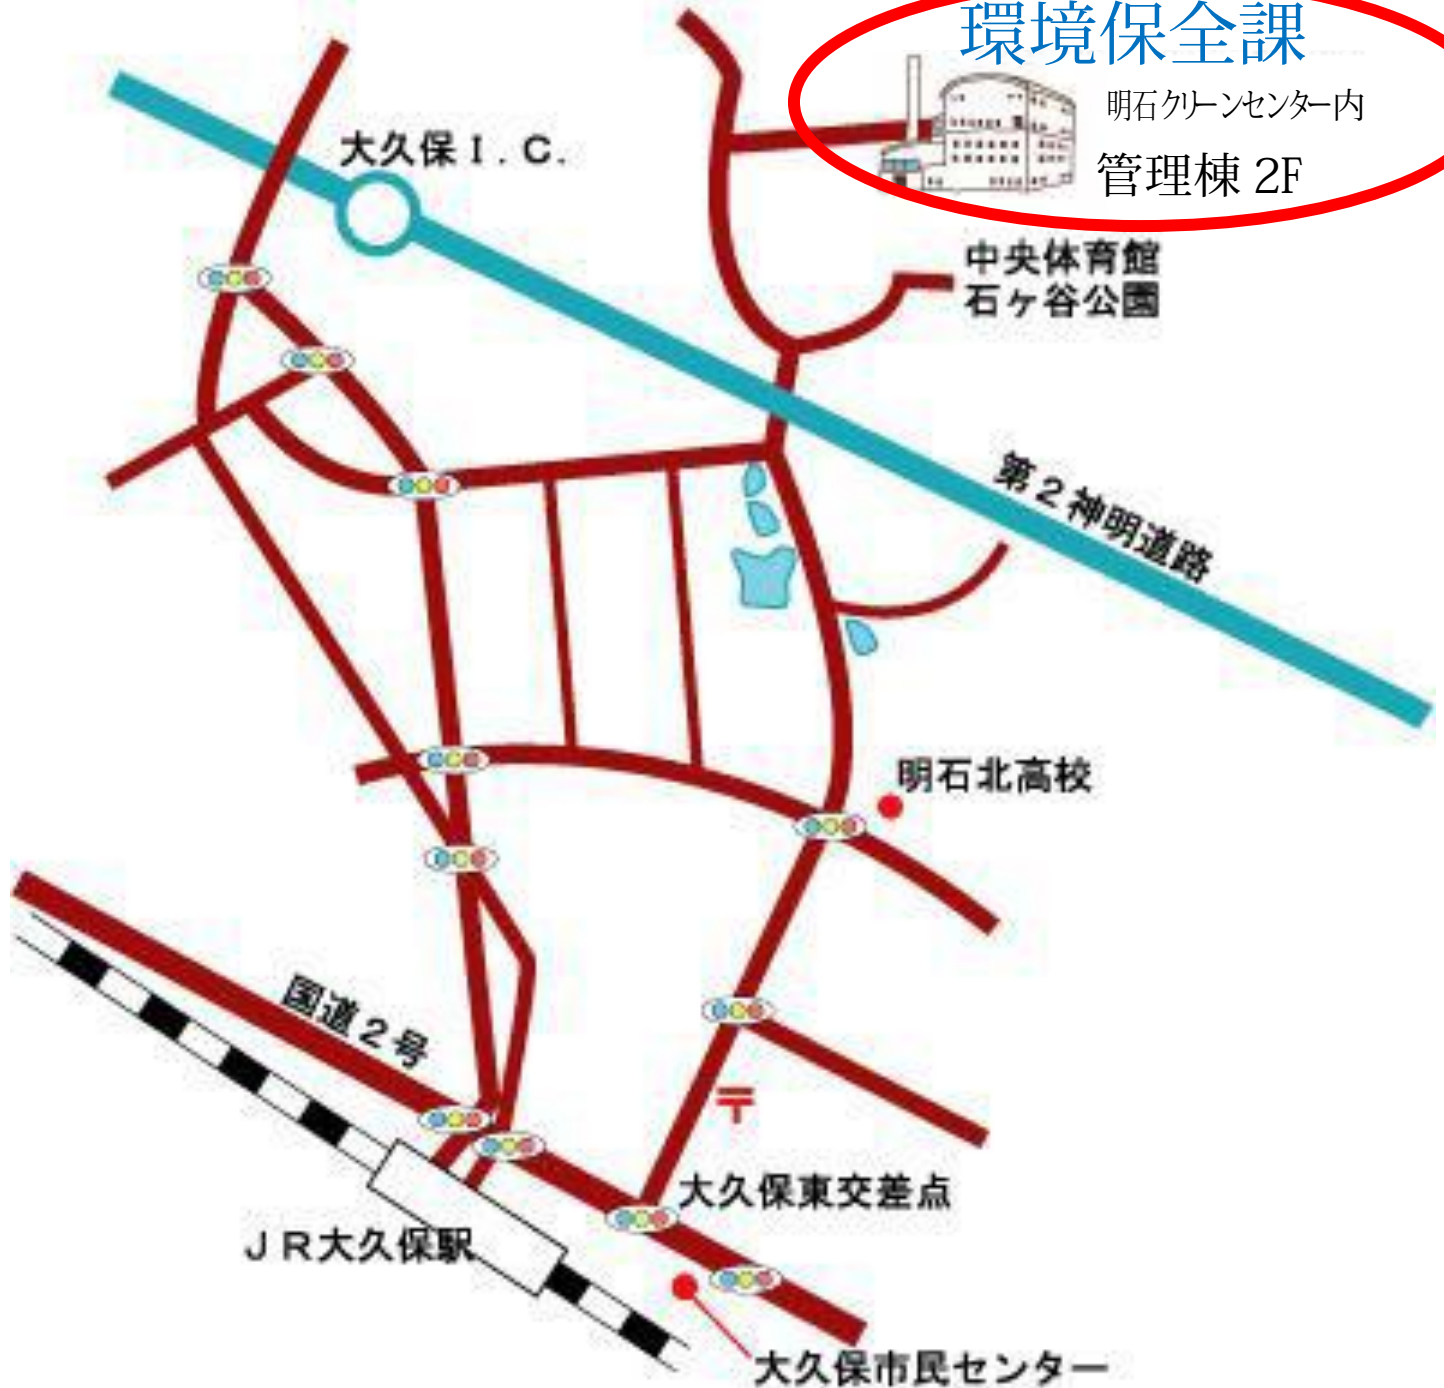 環境保全課
明石クリーンセンター内
管理棟 2F
大久保Ｉ．Ｃ．
中央体育館
石ヶ谷公園
第２神明道路
明石北高校
国道２号
〒
大久保東交差点
ＪＲ大久保駅
大久保市民センター